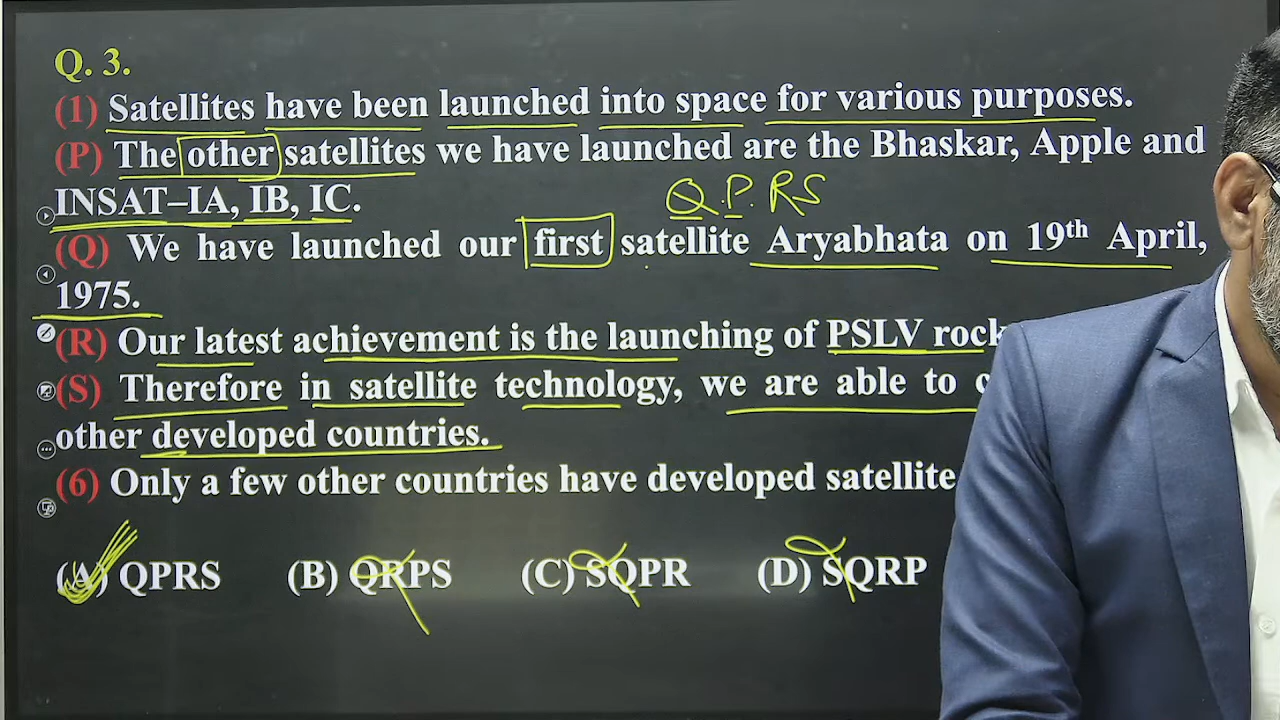 Q. 3.
(1) Satellites have been launched into space for various purposes.
(P) The other satellites we have launched are the Bhaskar, Apple and
INSAT–IA, IB, IC.
Q.P.RS
(Q) We have launched our first satellite Aryabhata on 19th April,
1975.
(R) Our latest achievement is the launching of PSLV
(S) Therefore in satellite technology, we are able to
other developed countries.
(6) Only a few other countries have developed satellite
(A) QPRS (B) QRPS (C) SQPR (D) SQRP